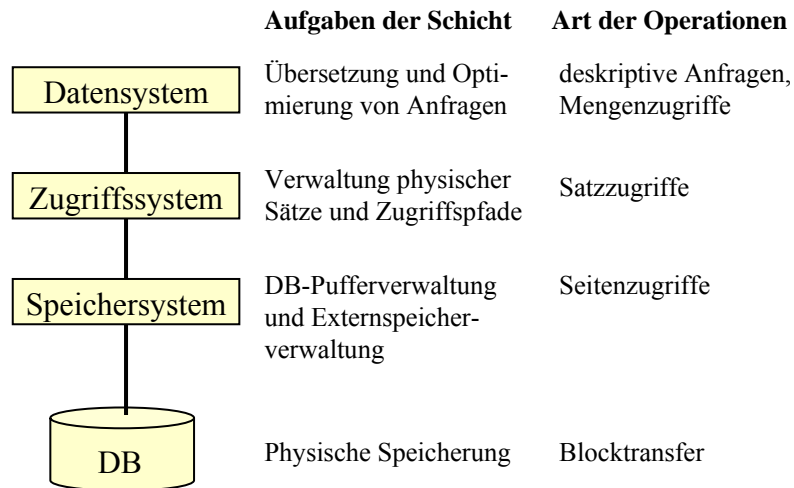 Aufgaben der Schicht Art der Operationen
Datensystem
Übersetzung und Opti-
mierung von Anfragen
deskriptive Anfragen,
Mengenzugriffe
Zugriffssystem
Verwaltung physischer
Sätze und Zugriffspfade
Satzzugriffe
Speichersystem
DB-Pufferverwaltung
und Externspeicher-
verwaltung
Seitenzugriffe
DB
Physische Speicherung
Blocktransfer